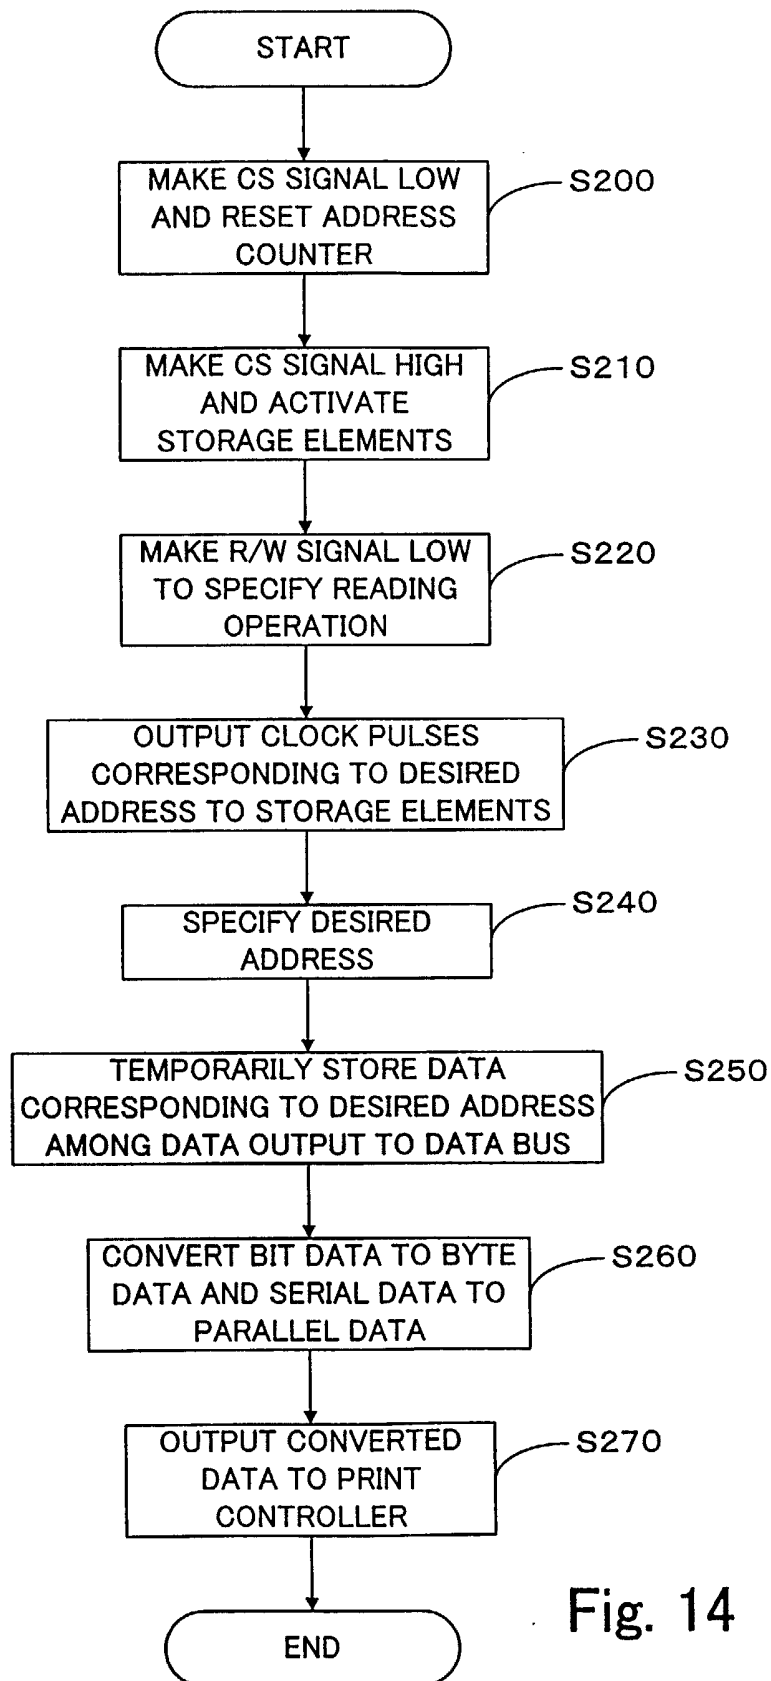 START
MAKE CS SIGNAL LOW
AND RESET ADDRESS
COUNTER
S200
MAKE CS SIGNAL HIGH
AND ACTIVATE
STORAGE ELEMENTS
S210
MAKE R/W SIGNAL LOW
TO SPECIFY READING
OPERATION
S220
OUTPUT CLOCK PULSES
CORRESPONDING TO DESIRED
ADDRESS TO STORAGE ELEMENTS
S230
SPECIFY DESIRED
ADDRESS
S240
TEMPORARILY STORE DATA
CORRESPONDING TO DESIRED ADDRESS
AMONG DATA OUTPUT TO DATA BUS
S250
CONVERT BIT DATA TO BYTE
DATA AND SERIAL DATA TO
PARALLEL DATA
S260
OUTPUT CONVERTED
DATA TO PRINT
CONTROLLER
S270
END
Fig. 14